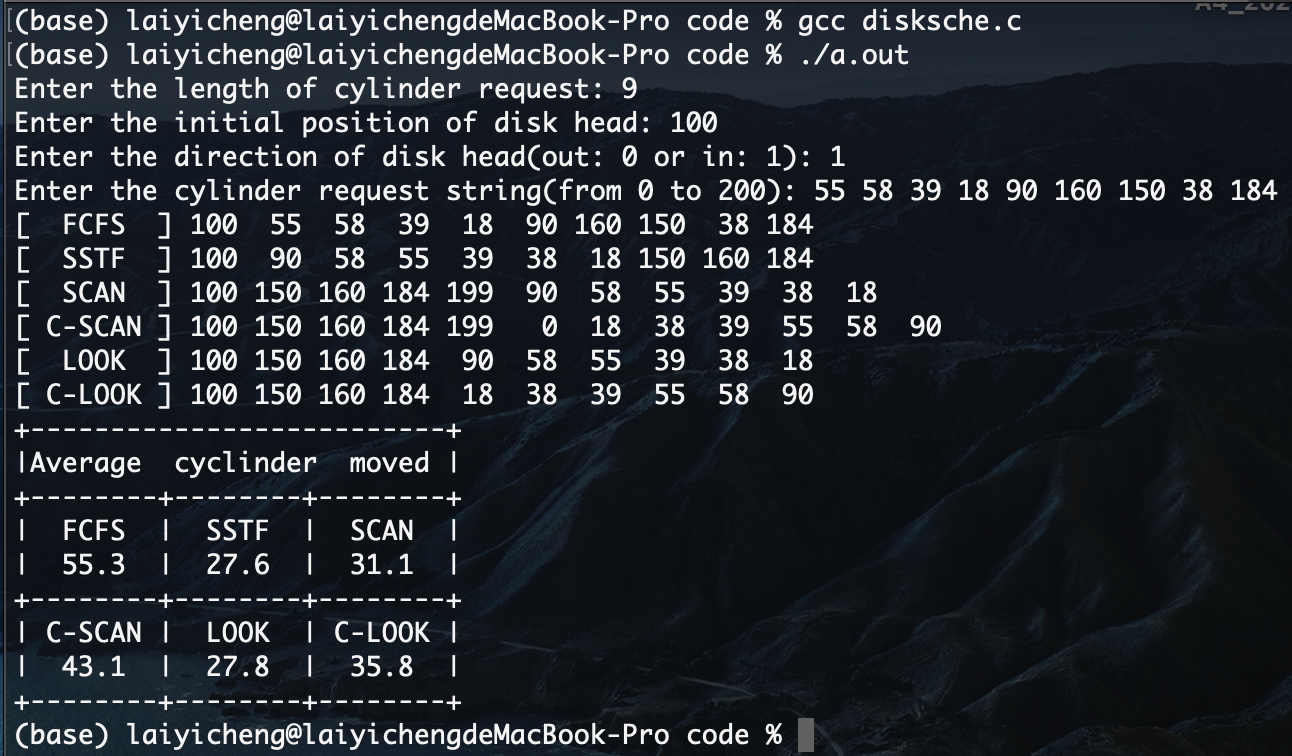 (base) laiyicheng@laiyichengdeMacBook-Pro code % gcc disksche.c
(base) laiyicheng@laiyichengdeMacBook-Pro code % ./a.out
Enter the length of cylinder request: 9
Enter the initial position of disk head: 100
Enter the direction of disk head(out: 0 or in: 1): 1
Enter the cylinder request string(from 0 to 200): 55 58 39 18 90 160 150 38 184
[  FCFS  ] 100  55  58  39  18  90 160 150  38 184
[  SSTF  ] 100  90  58  55  39  38  18 150 160 184
[  SCAN  ] 100 150 160 184 199  90  58  55  39  38  18
[ C-SCAN ] 100 150 160 184 199   0  18  38  39  55  58  90
[  LOOK  ] 100 150 160 184  90  58  55  39  38  18
[ C-LOOK ] 100 150 160 184  18  38  39  55  58  90
+--------------------------+
|Average  cyclinder  moved |
+--------+--------+--------+
|  FCFS  |  SSTF  |  SCAN  |
|  55.3  |  27.6  |  31.1  |
+--------+--------+--------+
| C-SCAN |  LOOK  | C-LOOK |
|  43.1  |  27.8  |  35.8  |
+--------+--------+--------+
(base) laiyicheng@laiyichengdeMacBook-Pro code %